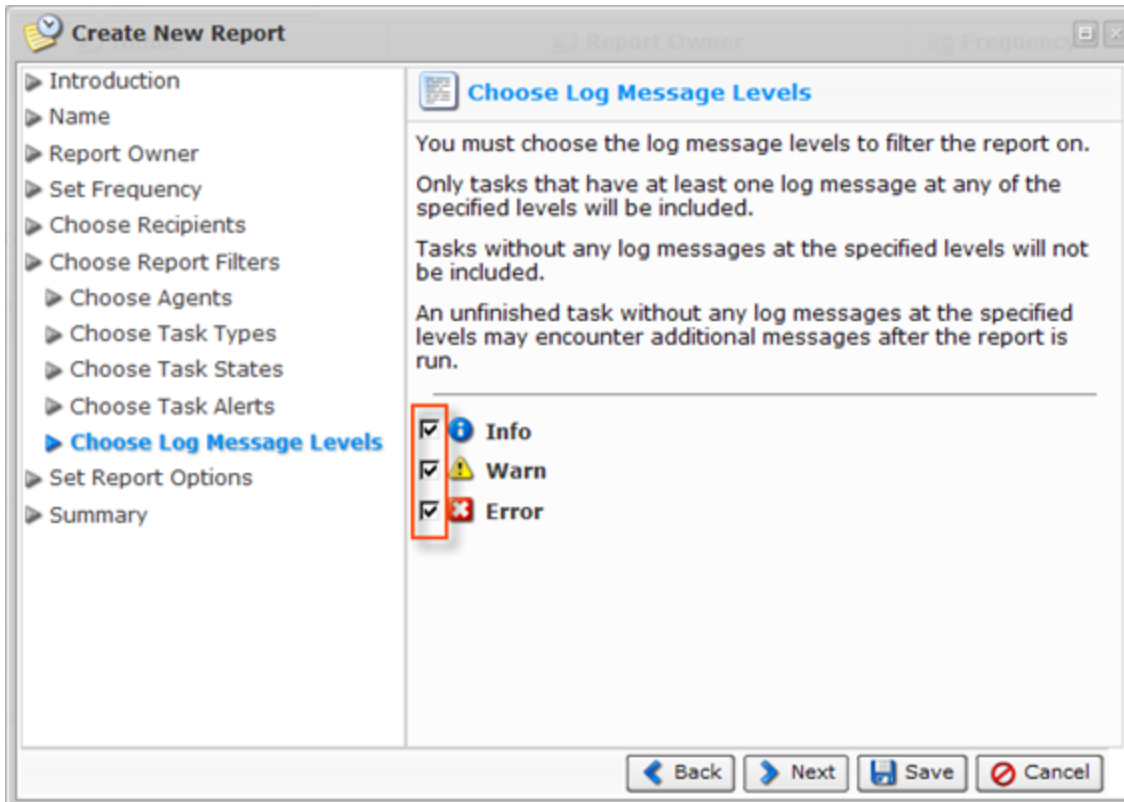 Create New Report
Name
Report Owner
Frequency
Introduction
Name
Report Owner
Set Frequency
Choose Recipients
Choose Report Filters
Choose Agents
Choose Task Types
Choose Task States
Choose Task Alerts
Choose Log Message Levels
Set Report Options
Summary
Choose Log Message Levels
You must choose the log message levels to filter the report on.
Only tasks that have at least one log message at any of the
specified levels will be included.
Tasks without any log messages at the specified levels will not
be included.
An unfinished task without any log messages at the specified
levels may encounter additional messages after the report is
run.
Info
Warn
Error
Back
Next
Save
Cancel